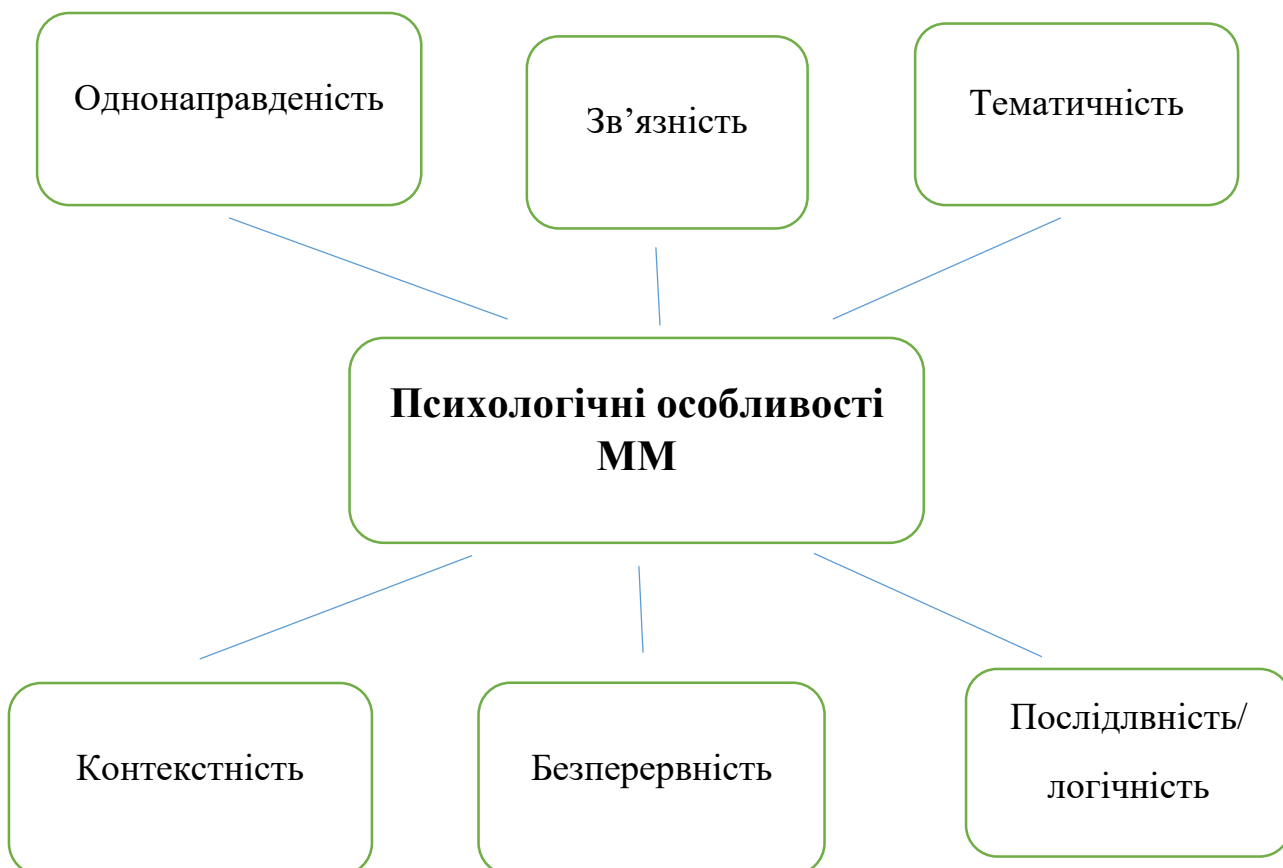 Однонаправденість
Зв’язність
Тематичність
Психологічні особливості
ММ
Контекстність
Безперервність
Послідлвність/
логічність